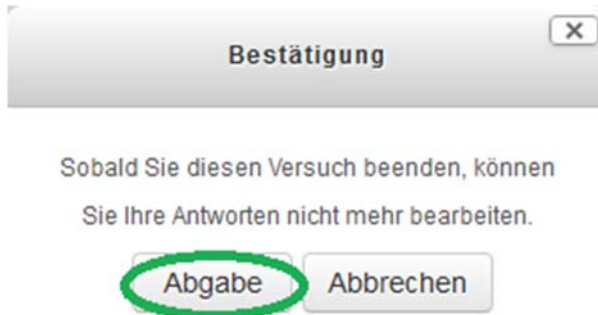 Bestätigung
Sobald Sie diesen Versuch beenden, können
Sie Ihre Antworten nicht mehr bearbeiten.
Abgabe Abbrechen